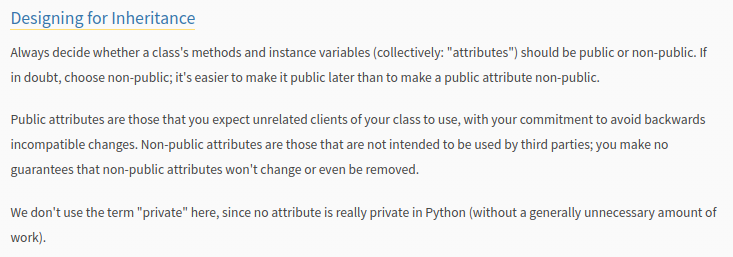 Designing for Inheritance
Always decide whether a class's methods and instance variables (collectively: "attributes") should be public or non-public. If
in doubt, choose non-public; it's easier to make it public later than to make a public attribute non-public.
Public attributes are those that you expect unrelated clients of your class to use, with your commitment to avoid backwards
incompatible changes. Non-public attributes are those that are not intended to be used by third parties; you make no
guarantees that non-public attributes won't change or even be removed.
We don't use the term "private" here, since no attribute is really private in Python (without a generally unnecessary amount of
work).